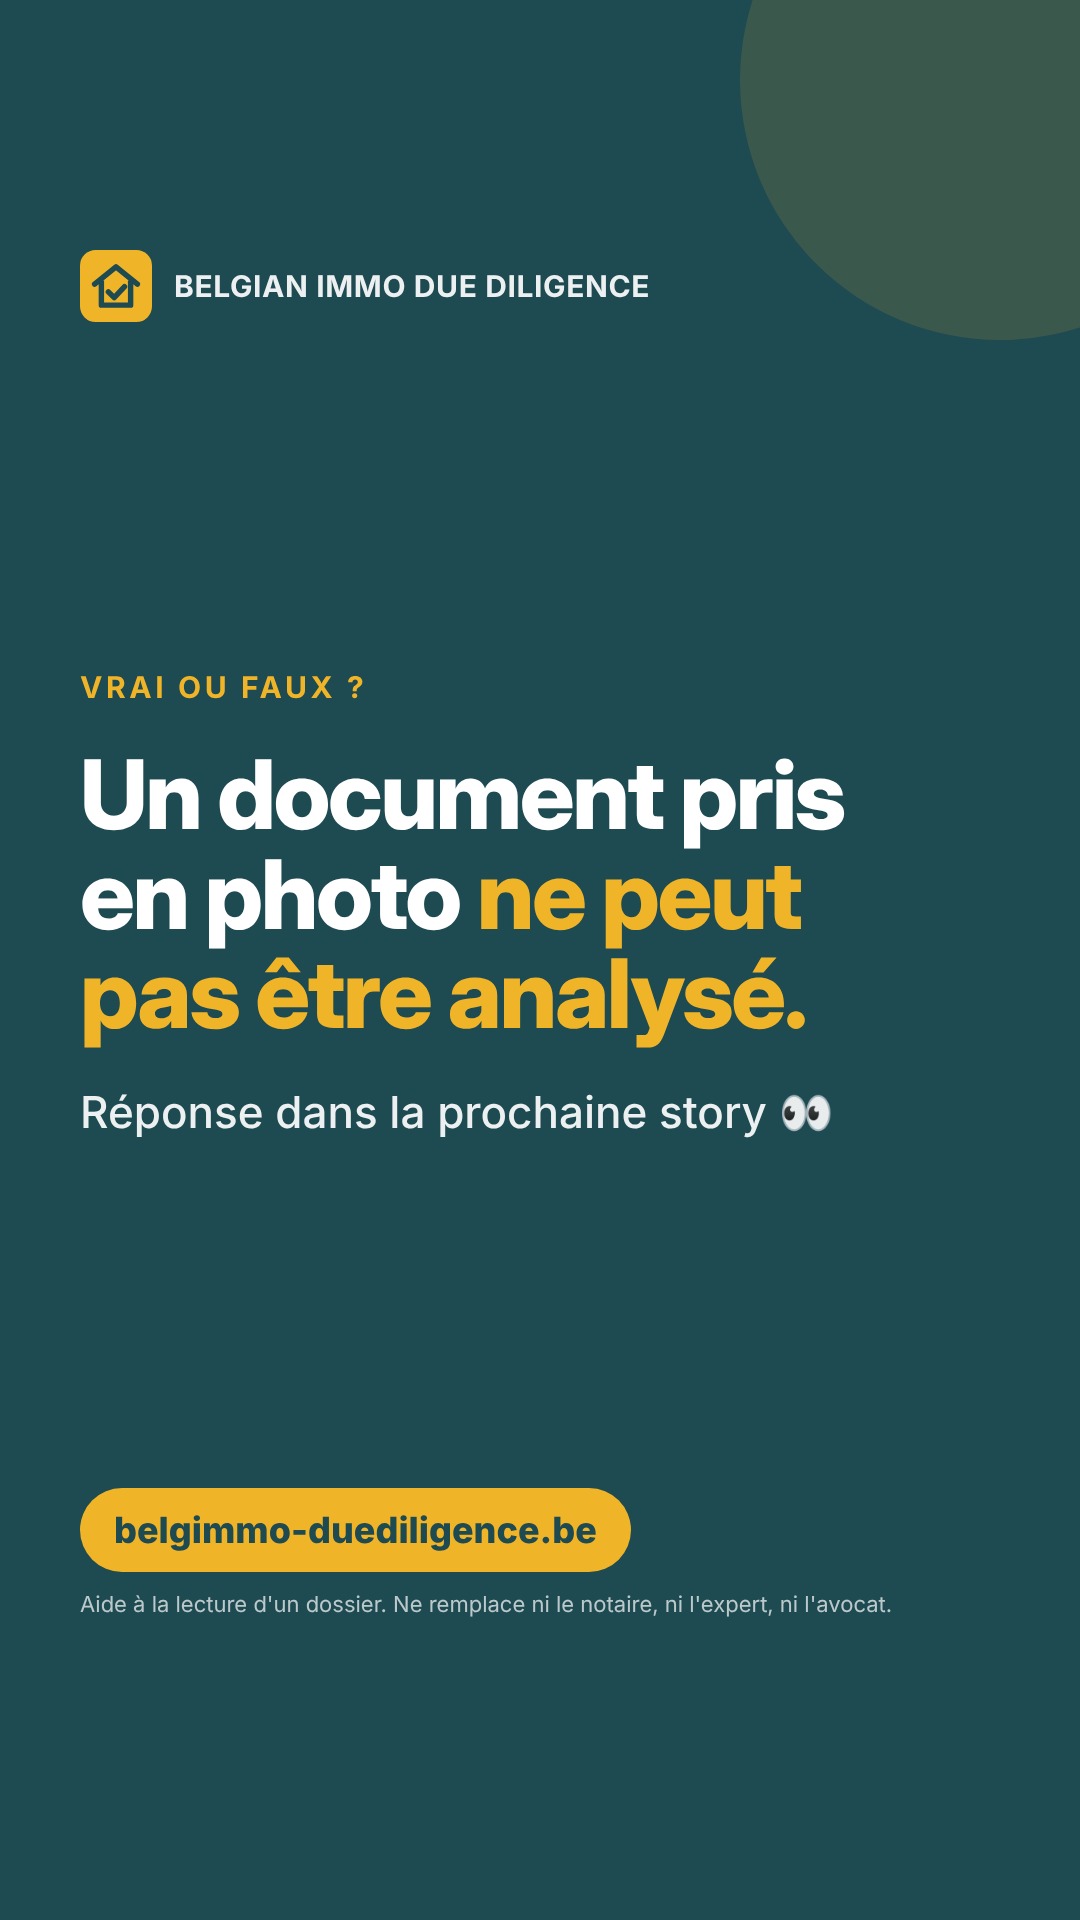 BELGIAN IMMO DUE DILIGENCE
VRAI OU FAUX ?
Un document pris
en photo ne peut
pas être analysé.
Réponse dans la prochaine story 👀
belgimmo-duediligence.be
Aide à la lecture d'un dossier. Ne remplace ni le notaire, ni l'expert, ni l'avocat.